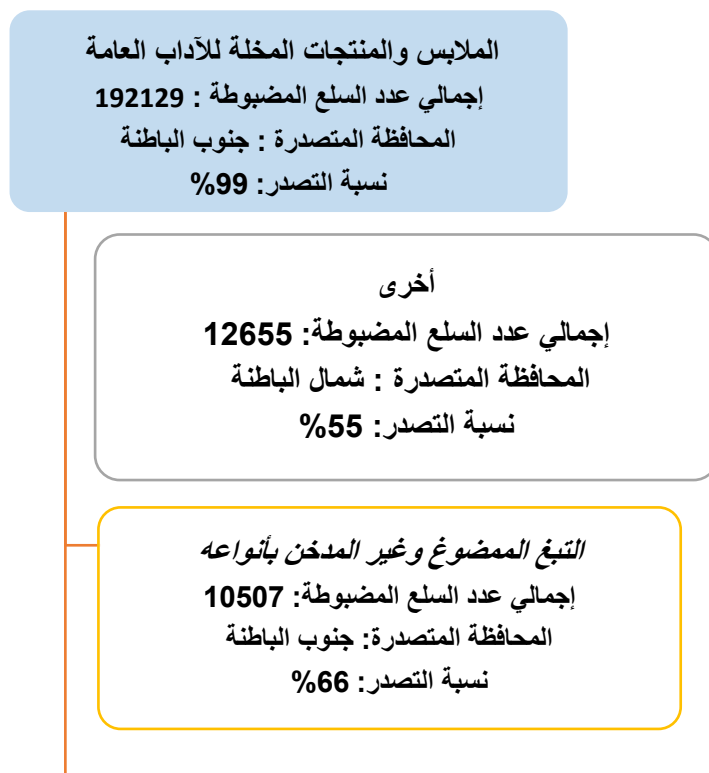 الملابس والمنتجات المخلة للآداب العامة
إجمالي عدد السلع المضبوطة : 192129
المحافظة المتصدرة : جنوب الباطنة
نسبة التصدر: 99%
أخرى
إجمالي عدد السلع المضبوطة: 12655
المحافظة المتصدرة : شمال الباطنة
نسبة التصدر: 55%
التبغ الممضوغ وغير المدخن بأنواعه
إجمالي عدد السلع المضبوطة: 10507
المحافظة المتصدرة: جنوب الباطنة
نسبة التصدر: 66%